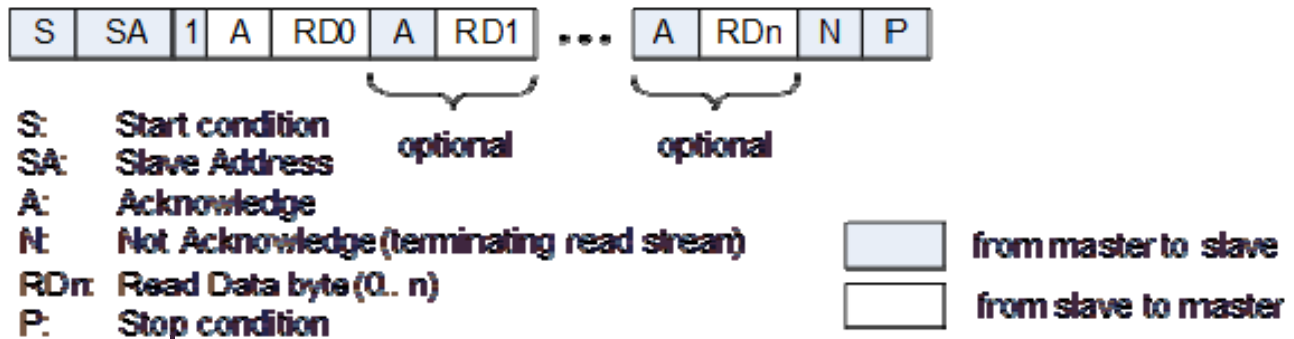 S SA 1 A RD0 A RD1 ••• A RDn N P
optional optional
S: Start condition
SA: Slave Address
A: Acknowledge
N: Not Acknowledge (terminating read strean)
RDn: Read Data byte (0.. n)
P: Stop condition
from master to slave
from slave to master